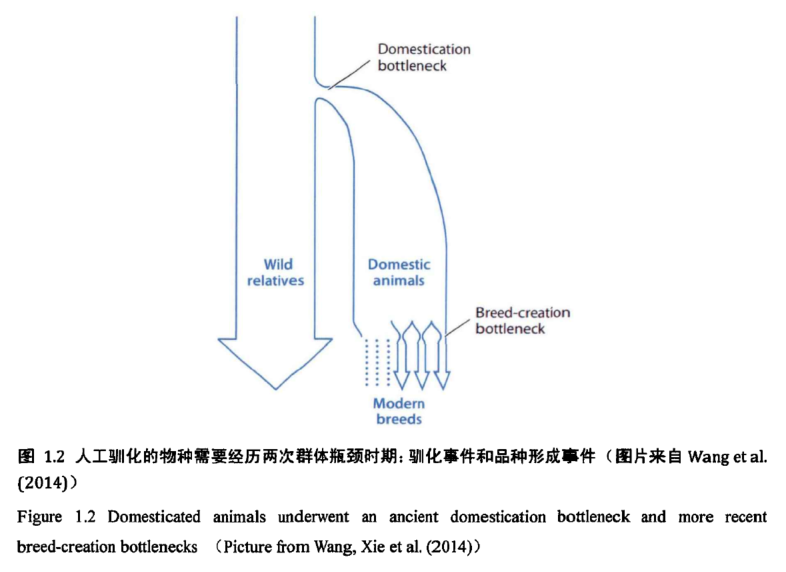 Domestication
bottleneck
Wild
relatives
Domestic
animals
Breed-creation
bottleneck
Modern
breeds
图 1.2 人工驯化的物种需要经历两次群体瓶颈时期：驯化事件和品种形成事件（图片来自 Wang et al.
(2014)）
Figure 1.2 Domesticated animals underwent an ancient domestication bottleneck and more recent
breed-creation bottlenecks （Picture from Wang, Xie et al. (2014)）